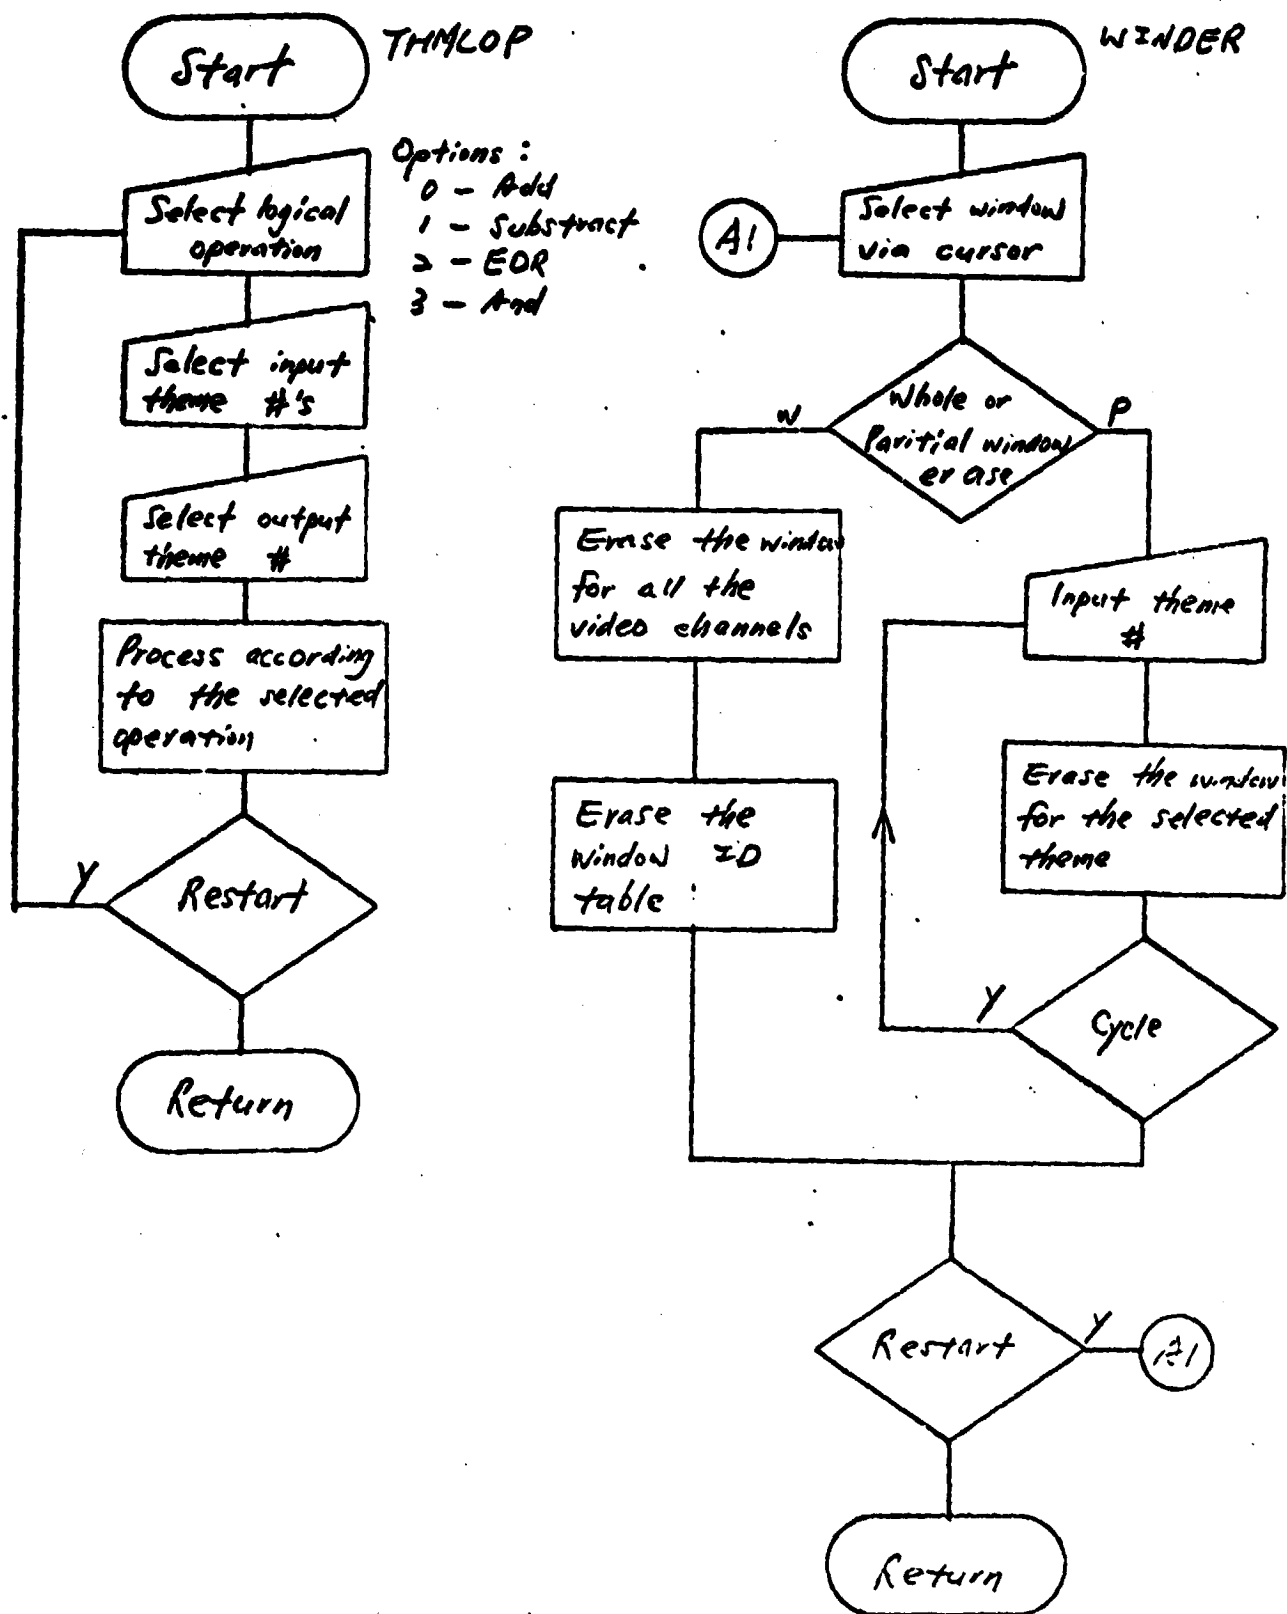 Start
THMLOP
Select logical
operation
Options :
0 - Add
1 - Substract
2 - EOR
3 - And
Select input
theme #'s
Select output
theme #
Process according
to the selected
operation
Restart
Y
Return
Start
WINDER
Select window
via cursor
A1
Whole or
Paritial window
erase
W
P
Erase the window
for all the
video channels
Erase the
window ID
table
Input theme
#
Erase the window
for the selected
theme
Cycle
Y
Restart
Y
A1
Return